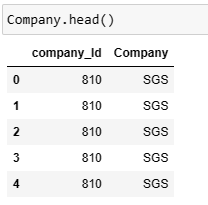 Company.head()
company_Id Company
0 810 SGS
1 810 SGS
2 810 SGS
3 810 SGS
4 810 SGS